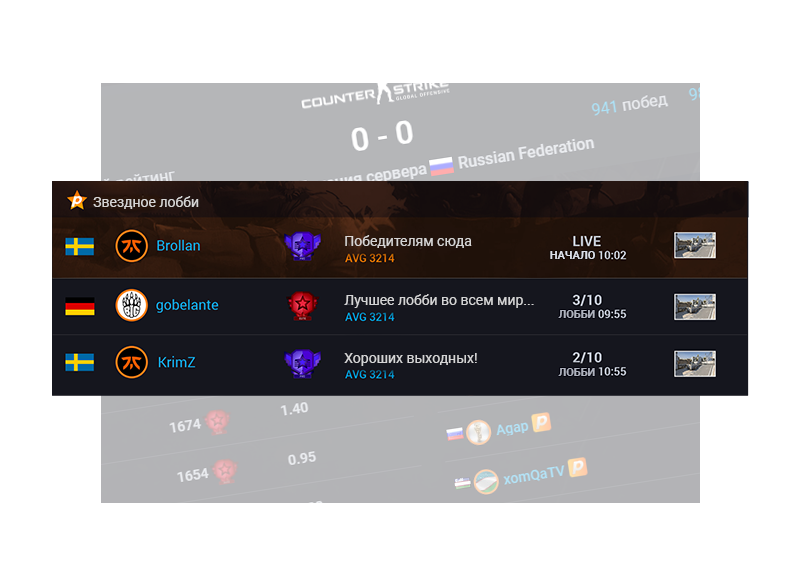 COUNTER STRIKE
GLOBAL OFFENSIVE
941 побед
0 - 0
рейтинг
сервера Russian Federation
Звездное лобби
Brollan
Победителям сюда
AVG 3214
LIVE
НАЧАЛО 10:02
gobelante
Лучшее лобби во всем мир...
AVG 3214
3/10
ЛОББИ 09:55
KrimZ
Хороших выходных!
AVG 3214
2/10
ЛОББИ 10:55
1674
1.40
Agap
1654
0.95
xomQaTV